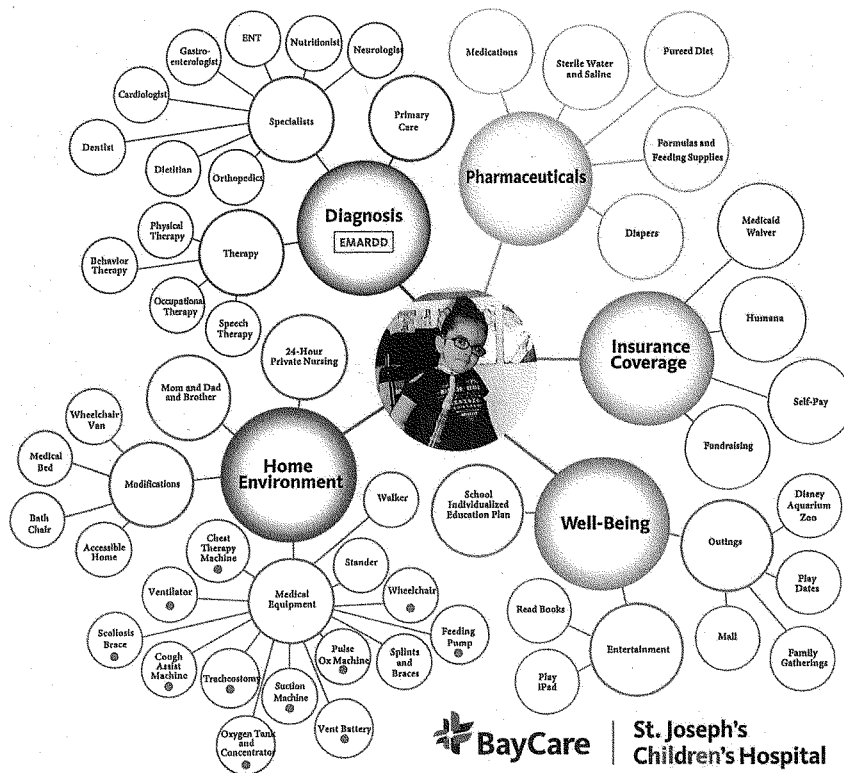 ENT
Nutritionist
Gastro-
enterologist
Neurologist
Cardiologist
Specialists
Primary
Care
Dentist
Dietitian
Orthopedics
Diagnosis
EMARDD
Physical
Therapy
Behavior
Therapy
Therapy
Occupational
Therapy
Speech
Therapy
Medications
Sterile Water
and Saline
Pureed Diet
Pharmaceuticals
Formulas and
Feeding Supplies
Diapers
Medicaid
Waiver
Insurance
Coverage
Humana
Self-Pay
Fundraising
24-Hour
Private Nursing
Mom and Dad
and Brother
Home
Environment
Wheelchair
Van
Medical
Bed
Modifications
Bath
Chair
Accessible
Home
Walker
Chest
Therapy
Machine
Stander
Ventilator
Medical
Equipment
Wheelchair
Scoliosis
Brace
Cough
Assist
Machine
Tracheostomy
Suction
Machine
Pulse
Ox Machine
Splints and
Braces
Feeding
Pump
Oxygen Tank
and
Concentrator
Vent Battery
School
Individualized
Education Plan
Well-Being
Outings
Disney
Aquarium
Zoo
Play
Dates
Family
Gatherings
Mall
Read Books
Entertainment
Play
iPad
BayCare
St. Joseph's
Children's Hospital